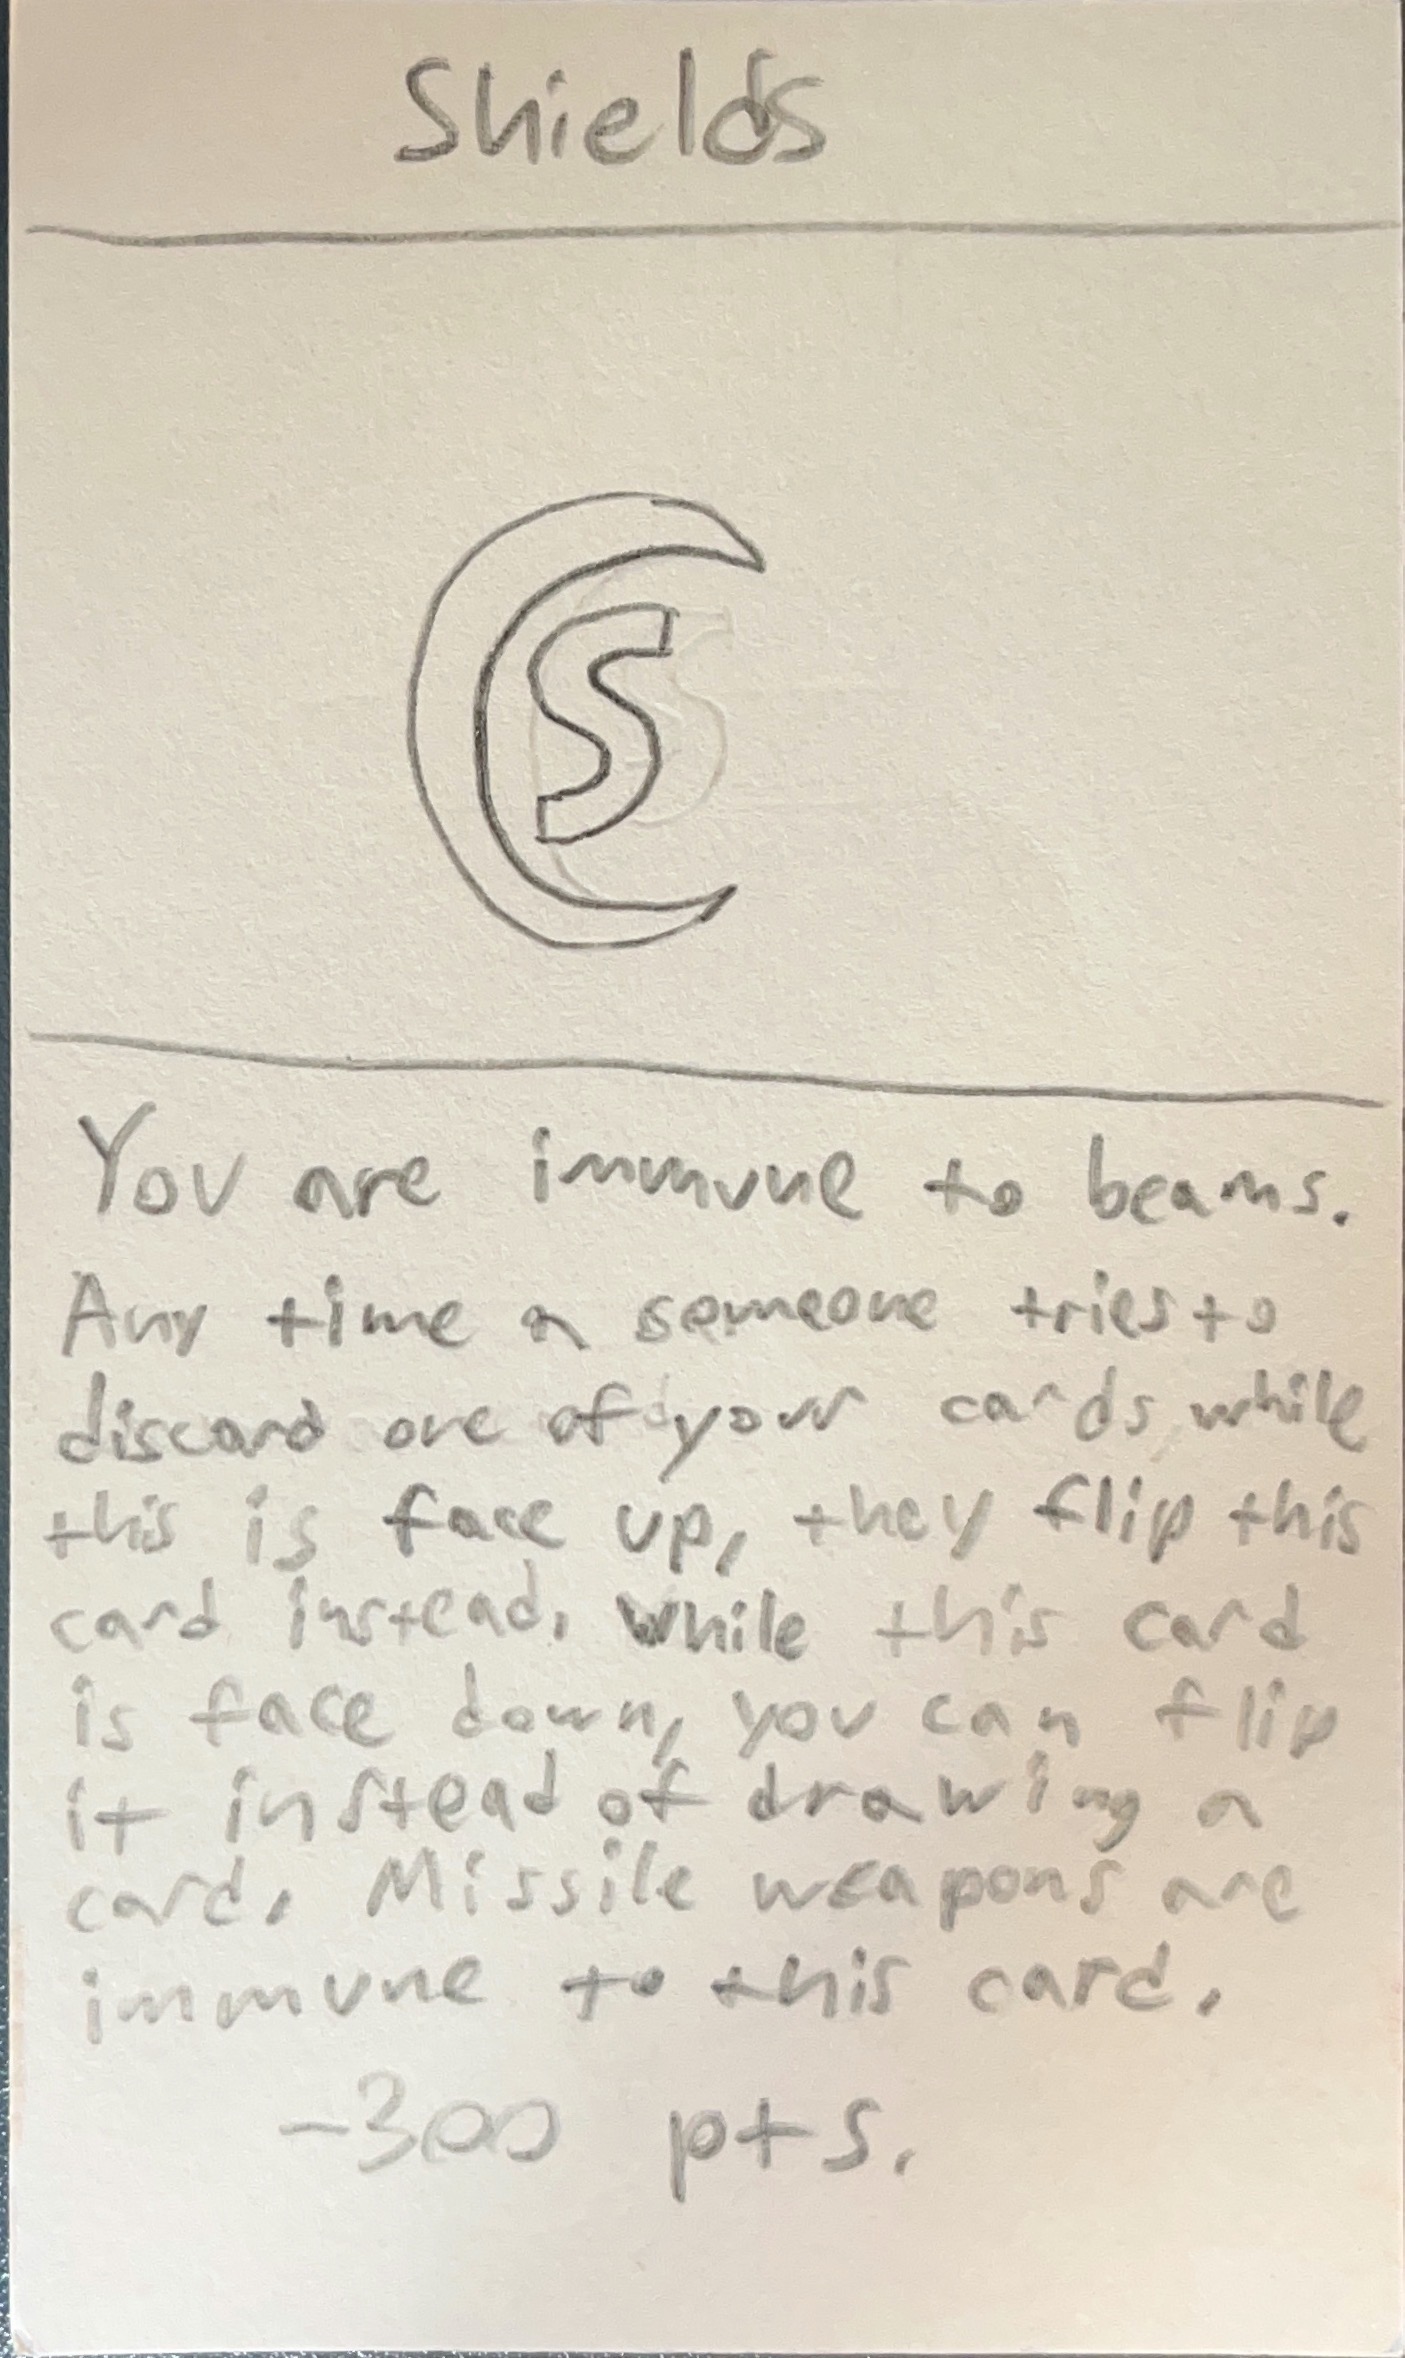 Shields
S
You are immune to beams.
Any time a someone tries to
discard one of your cards while
this is face up, they flip this
card instead. While this card
is face down, you can flip
it instead of drawing a
card. Missile weapons are
immune to this card.
-300 pts.